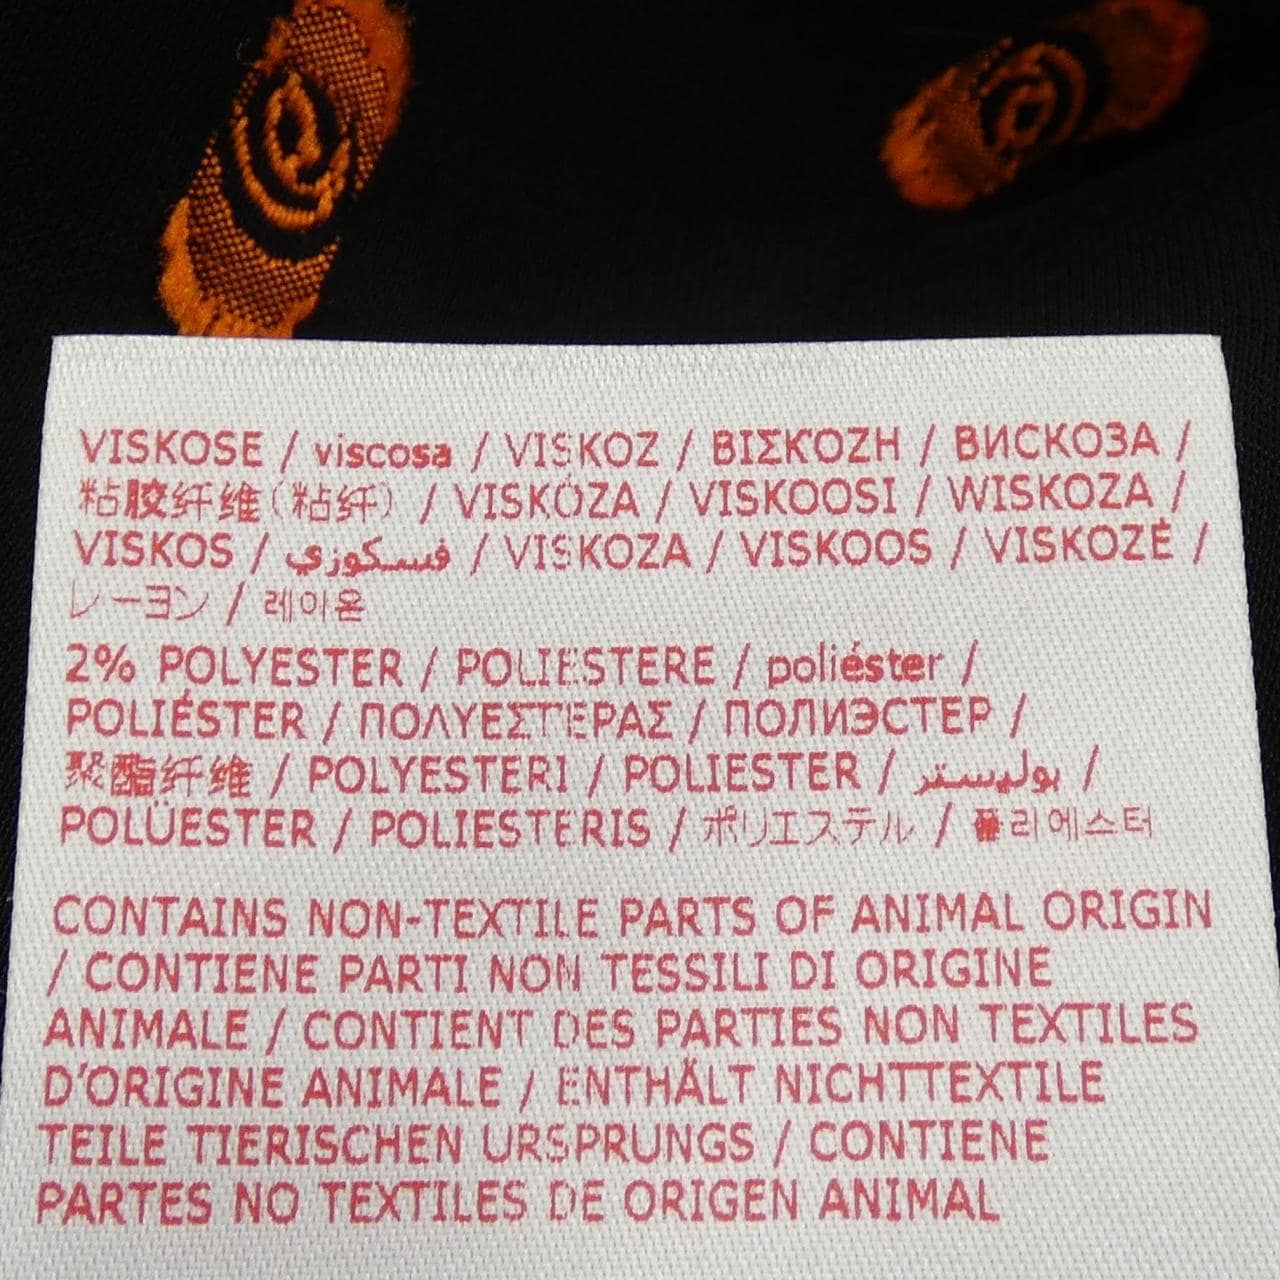 VISKOSE / viscosa / VISKOZ / ΒΙΣΚΌΖΗ / ВИСКОЗА /
粘胶纤维(粘纤) / VISKÓZA / VISKOOSI / WISKOZA /
VISKOS / فسكوزي / VISKOZA / VISKOOS / VISKOZĖ /
レーヨン / 레이온
2% POLYESTER / POLIESTERE / poliéster /
POLIÉSTER / ΠΟΛΥΕΣΤΕΡΑΣ / ПОЛИЭСТЕР /
聚酯纤维 / POLYESTERI / POLIESTER / بوليستر /
POLÜESTER / POLIESTERIS / ポリエステル / 폴리에스터
CONTAINS NON-TEXTILE PARTS OF ANIMAL ORIGIN
/ CONTIENE PARTI NON TESSILI DI ORIGINE
ANIMALE / CONTIENT DES PARTIES NON TEXTILES
D'ORIGINE ANIMALE / ENTHÄLT NICHTTEXTILE
TEILE TIERISCHEN URSPRUNGS / CONTIENE
PARTES NO TEXTILES DE ORIGEN ANIMAL